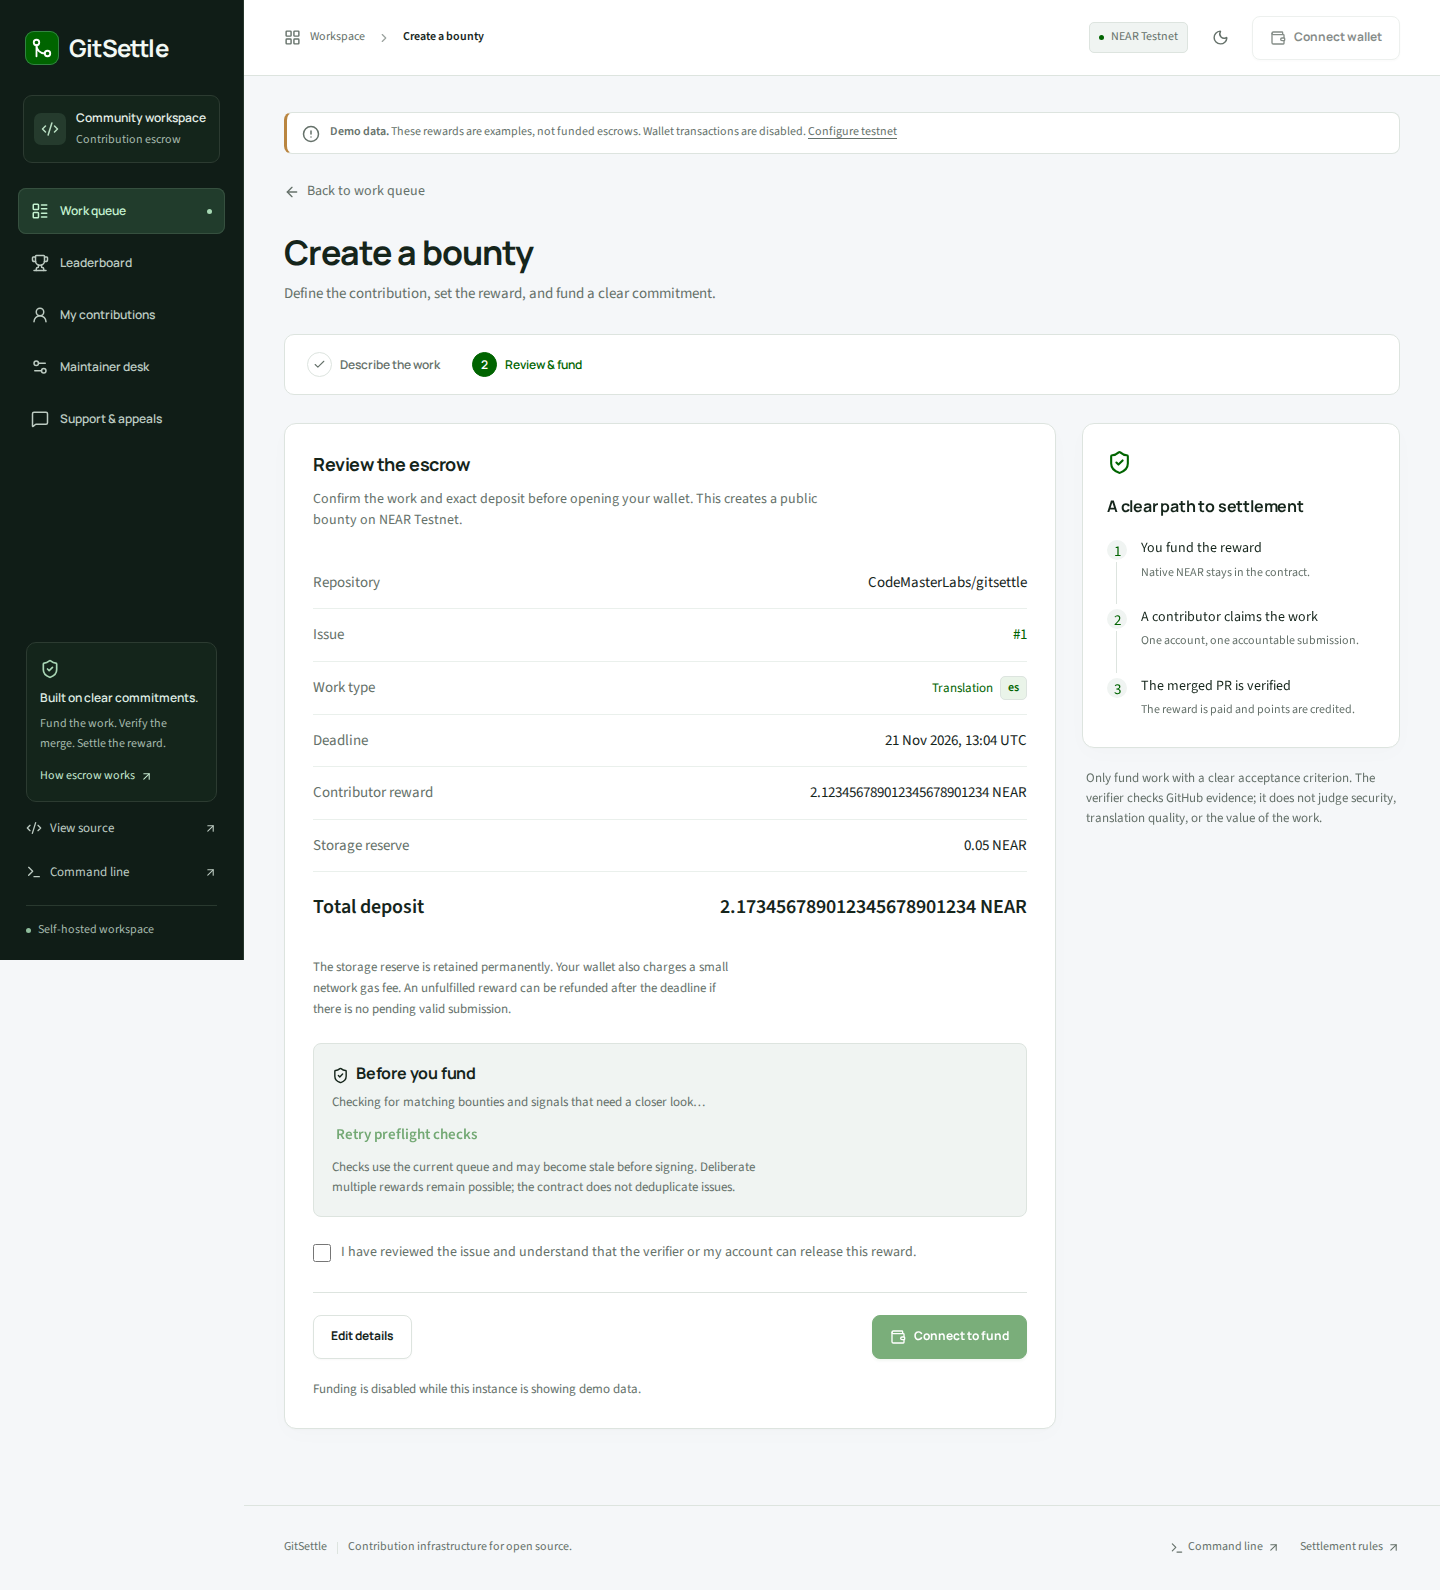 GitSettle
Community workspace
Contribution escrow
Work queue
Leaderboard
My contributions
Maintainer desk
Support & appeals
Built on clear commitments.
Fund the work. Verify the
merge. Settle the reward.
How escrow works
View source
Command line
Self-hosted workspace
Workspace
Create a bounty
NEAR Testnet
Connect wallet
Demo data. These rewards are examples, not funded escrows. Wallet transactions are disabled. Configure testnet
Back to work queue
Create a bounty
Define the contribution, set the reward, and fund a clear commitment.
Describe the work
2 Review & fund
Review the escrow
Confirm the work and exact deposit before opening your wallet. This creates a public
bounty on NEAR Testnet.
Repository CodeMasterLabs/gitsettle
Issue #1
Work type Translation es
Deadline 21 Nov 2026, 13:04 UTC
Contributor reward 2.123456789012345678901234 NEAR
Storage reserve 0.05 NEAR
Total deposit 2.173456789012345678901234 NEAR
The storage reserve is retained permanently. Your wallet also charges a small
network gas fee. An unfulfilled reward can be refunded after the deadline if
there is no pending valid submission.
Before you fund
Checking for matching bounties and signals that need a closer look…
Retry preflight checks
Checks use the current queue and may become stale before signing. Deliberate
multiple rewards remain possible; the contract does not deduplicate issues.
I have reviewed the issue and understand that the verifier or my account can release this reward.
Edit details
Connect to fund
Funding is disabled while this instance is showing demo data.
A clear path to settlement
1 You fund the reward
Native NEAR stays in the contract.
2 A contributor claims the work
One account, one accountable submission.
3 The merged PR is verified
The reward is paid and points are credited.
Only fund work with a clear acceptance criterion. The
verifier checks GitHub evidence; it does not judge security,
translation quality, or the value of the work.
GitSettle
Contribution infrastructure for open source.
Command line
Settlement rules